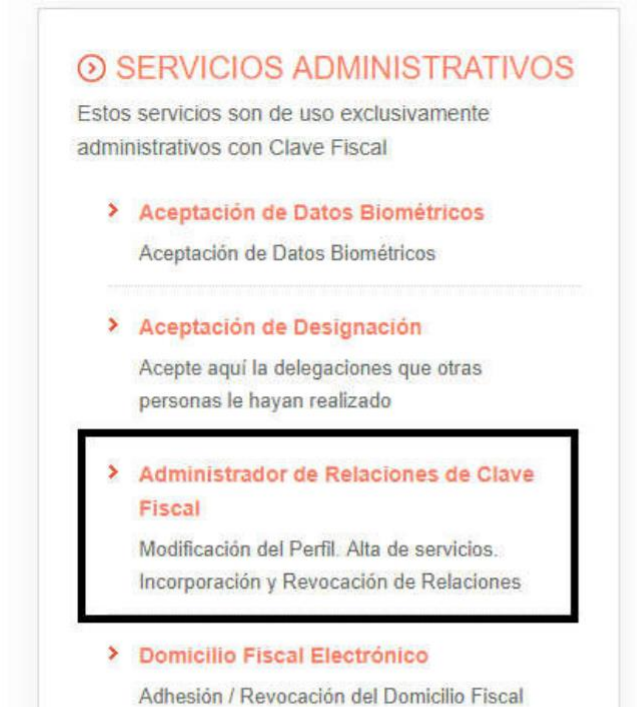 SERVICIOS ADMINISTRATIVOS
Estos servicios son de uso exclusivamente
administrativos con Clave Fiscal
Aceptación de Datos Biométricos
Aceptación de Datos Biométricos
Aceptación de Designación
Acepte aquí la delegaciones que otras
personas le hayan realizado
Administrador de Relaciones de Clave
Fiscal
Modificación del Perfil. Alta de servicios.
Incorporación y Revocación de Relaciones
Domicilio Fiscal Electrónico
Adhesión / Revocación del Domicilio Fiscal